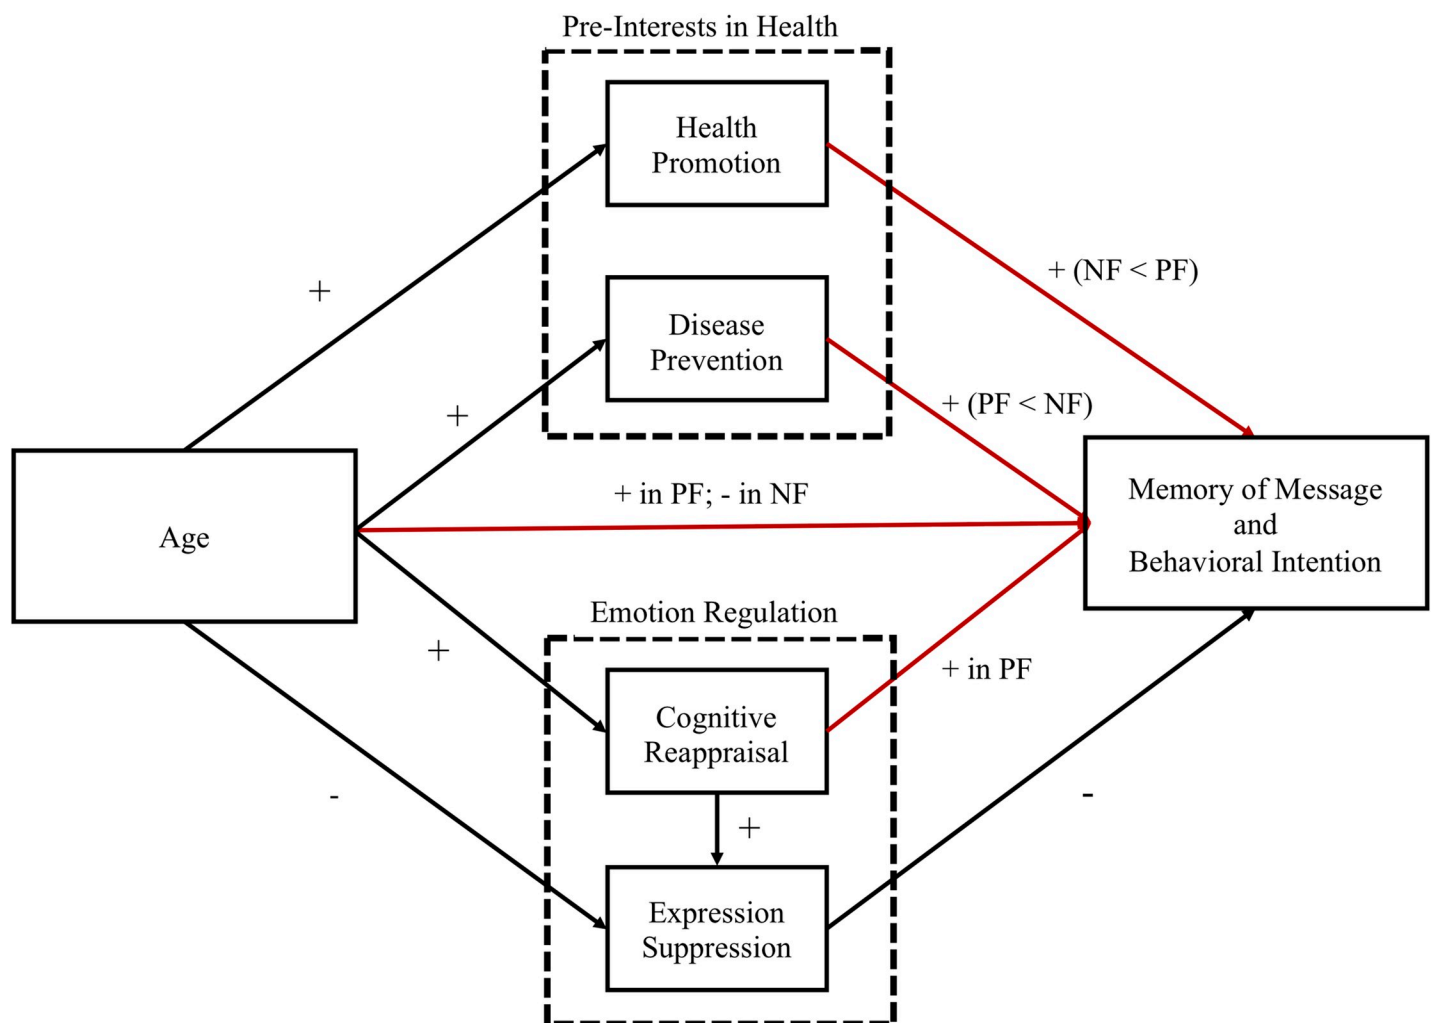 Pre-Interests in Health
Health
Promotion
+
+ (NF < PF)
Disease
Prevention
+
+ (PF < NF)
Age
+ in PF; - in NF
Memory of Message
and
Behavioral Intention
Emotion Regulation
+
Cognitive
Reappraisal
+ in PF
-
+
-
Expression
Suppression